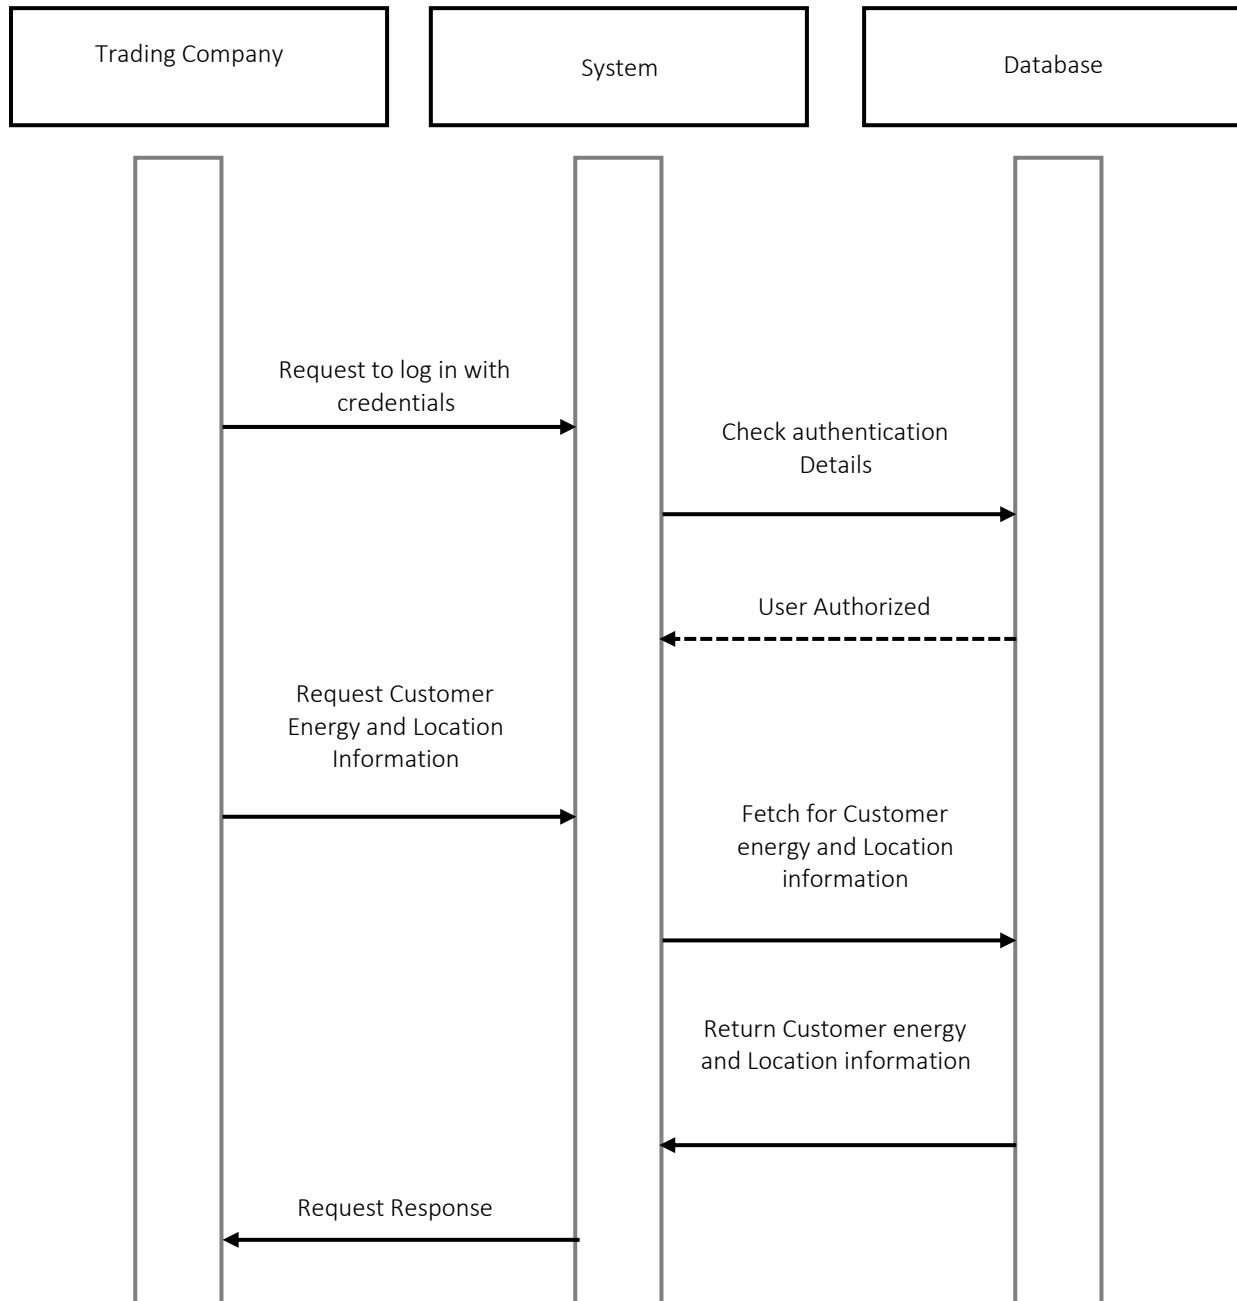 Trading Company
System
Database
Request to log in with
credentials
Check authentication
Details
User Authorized
Request Customer
Energy and Location
Information
Fetch for Customer
energy and Location
information
Return Customer energy
and Location information
Request Response